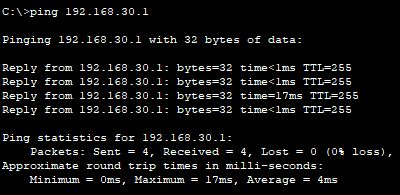 C:\>ping 192.168.30.1
Pinging 192.168.30.1 with 32 bytes of data:
Reply from 192.168.30.1: bytes=32 time<1ms TTL=255
Reply from 192.168.30.1: bytes=32 time<1ms TTL=255
Reply from 192.168.30.1: bytes=32 time=17ms TTL=255
Reply from 192.168.30.1: bytes=32 time<1ms TTL=255
Ping statistics for 192.168.30.1:
    Packets: Sent = 4, Received = 4, Lost = 0 (0% loss),
Approximate round trip times in milli-seconds:
    Minimum = 0ms, Maximum = 17ms, Average = 4ms